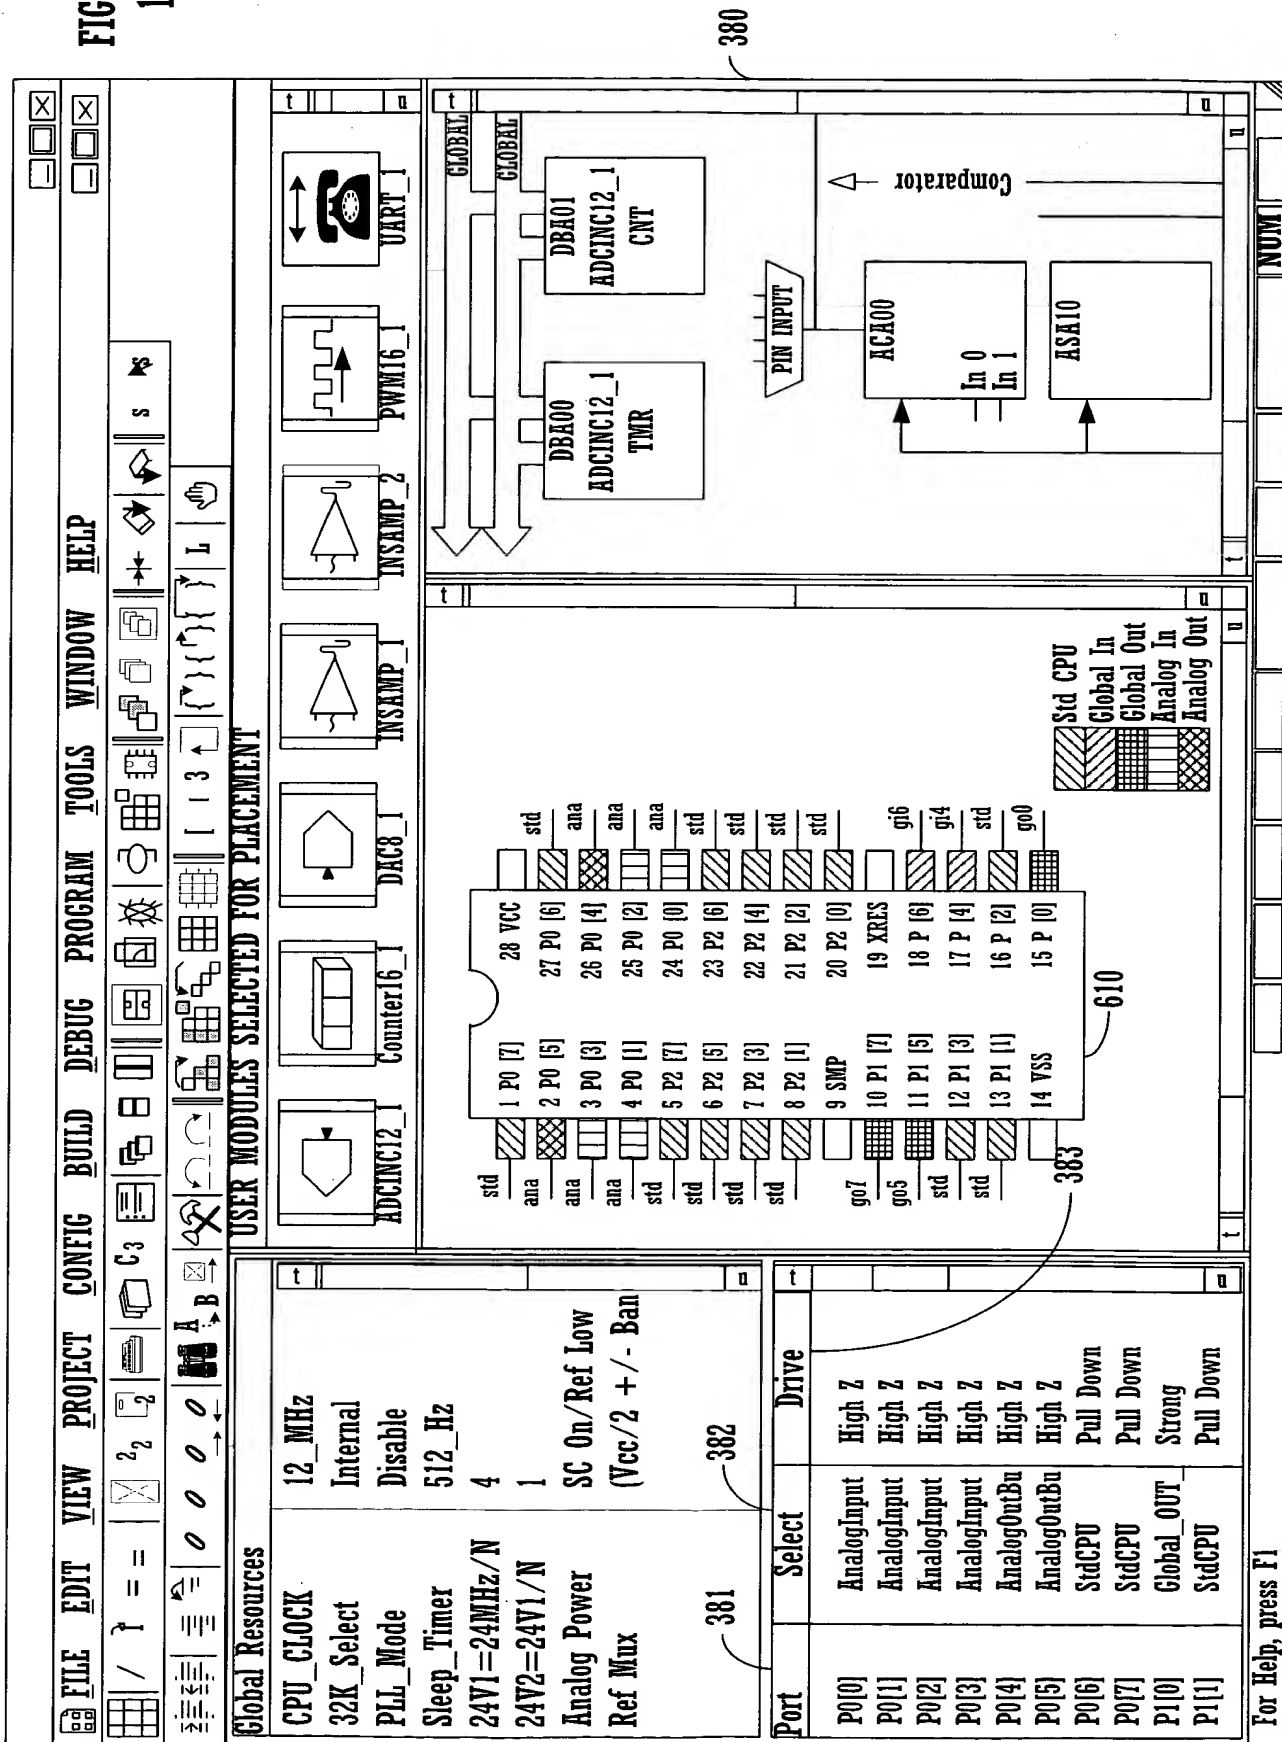 FIG
1
FILE EDIT VIEW PROJECT CONFIG BUILD DEBUG PROGRAM TOOLS WINDOW HELP
Global Resources
CPU_CLOCK 12_MHz
32K_Select Internal
PLL_Mode Disable
Sleep_Timer 512_Hz
24V1=24MHz/N 4
24V2=24V1/N 1
Analog Power SC On/Ref Low
Ref Mux (Vcc/2 +/- Ban
381
382
Port Select Drive
P0[0] AnalogInput High Z
P0[1] AnalogInput High Z
P0[2] AnalogInput High Z
P0[3] AnalogInput High Z
P0[4] AnalogOutBu High Z
P0[5] AnalogOutBu High Z
P0[6] StdCPU Pull Down
P0[7] StdCPU Pull Down
P1[0] Global_OUT_ Strong
P1[1] StdCPU Pull Down
For Help, press F1
USER MODULES SELECTED FOR PLACEMENT
ADCINC12_1 Counter16_1 DAC8_1 INSAMP_1 INSAMP_2 PWM16_1 UART_1
std 1 P0 [7] 28 VCC
ana 2 P0 [5] 27 P0 [6] std
ana 3 P0 [3] 26 P0 [4] ana
ana 4 P0 [1] 25 P0 [2] ana
std 5 P2 [7] 24 P0 [0] ana
std 6 P2 [5] 23 P2 [6] std
std 7 P2 [3] 22 P2 [4] std
std 8 P2 [1] 21 P2 [2] std
9 SMP 20 P2 [0] std
go7 10 P1 [7] 19 XRES
go5 11 P1 [5] 18 P [6] gi6
std 12 P1 [3] 17 P [4] gi4
std 13 P1 [1] 16 P [2] std
14 VSS 15 P [0] go0
383
610
Std CPU
Global In
Global Out
Analog In
Analog Out
GLOBAL
GLOBAL
DBA00
ADCINC12_1
TMR
DBA01
ADCINC12_1
CNT
PIN INPUT
ACA00
In 0
In 1
ASA10
Comparator
380
NUM